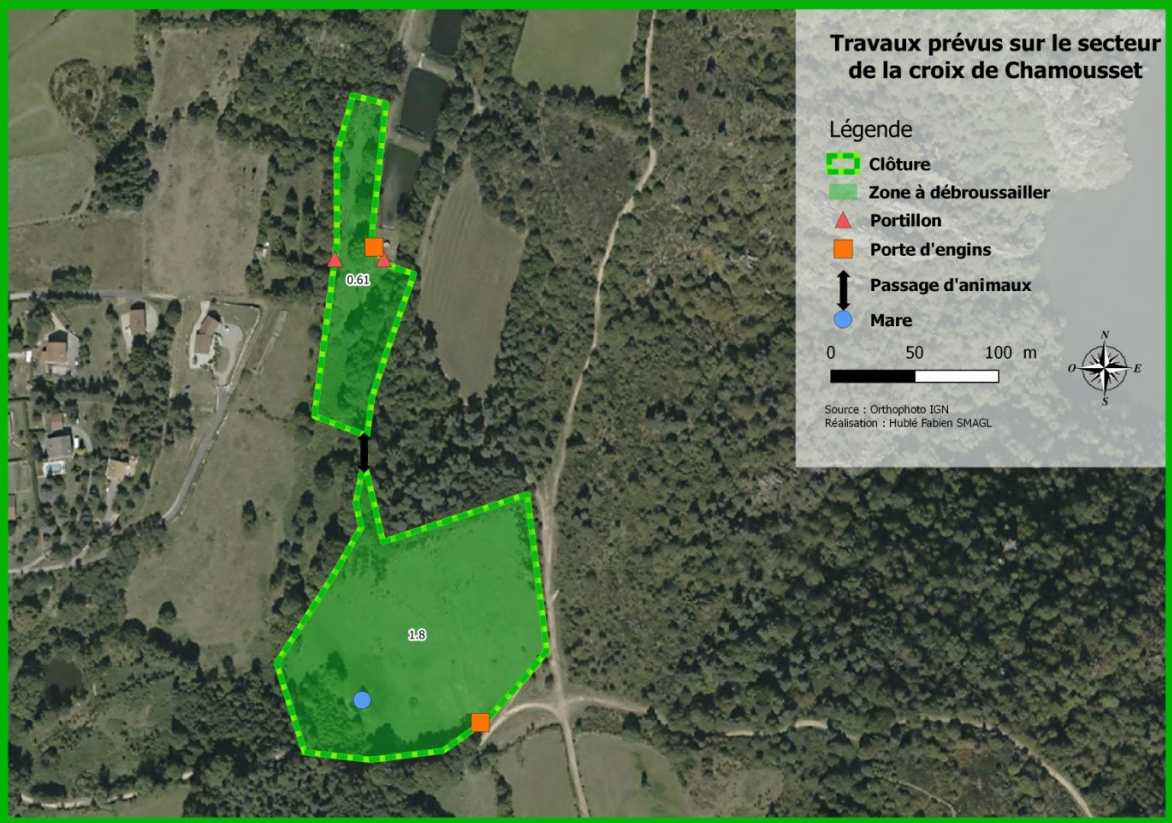 Travaux prévus sur le secteur
de la croix de Chamousset
Légende
Clôture
Zone à débroussailler
Portillon
Porte d'engins
Passage d'animaux
Mare
0 50 100 m
N
O E
S
Source : Orthophoto IGN
Réalisation : Hublé Fabien SMAGL
0.61
1.8